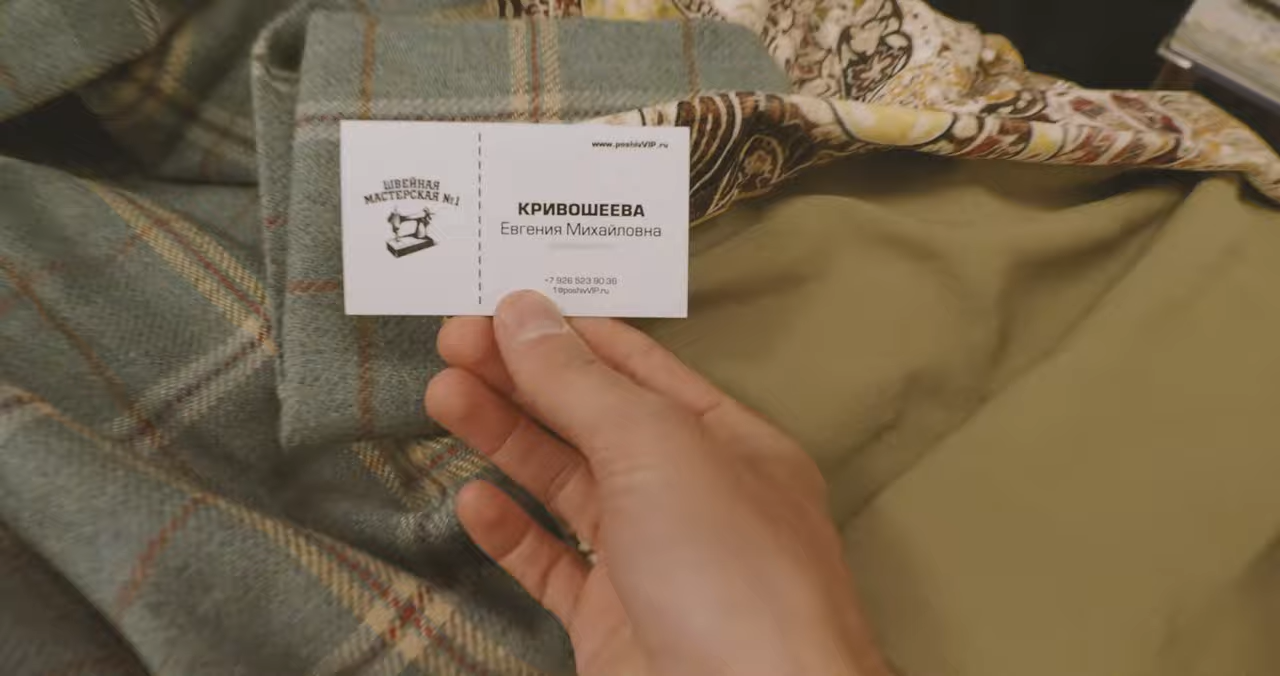 ШВЕЙНАЯ
МАСТЕРСКАЯ №1
www.poshivVIP.ru
КРИВОШЕЕВА
Евгения Михайловна
+7 926 523 90 36
1@poshivVIP.ru